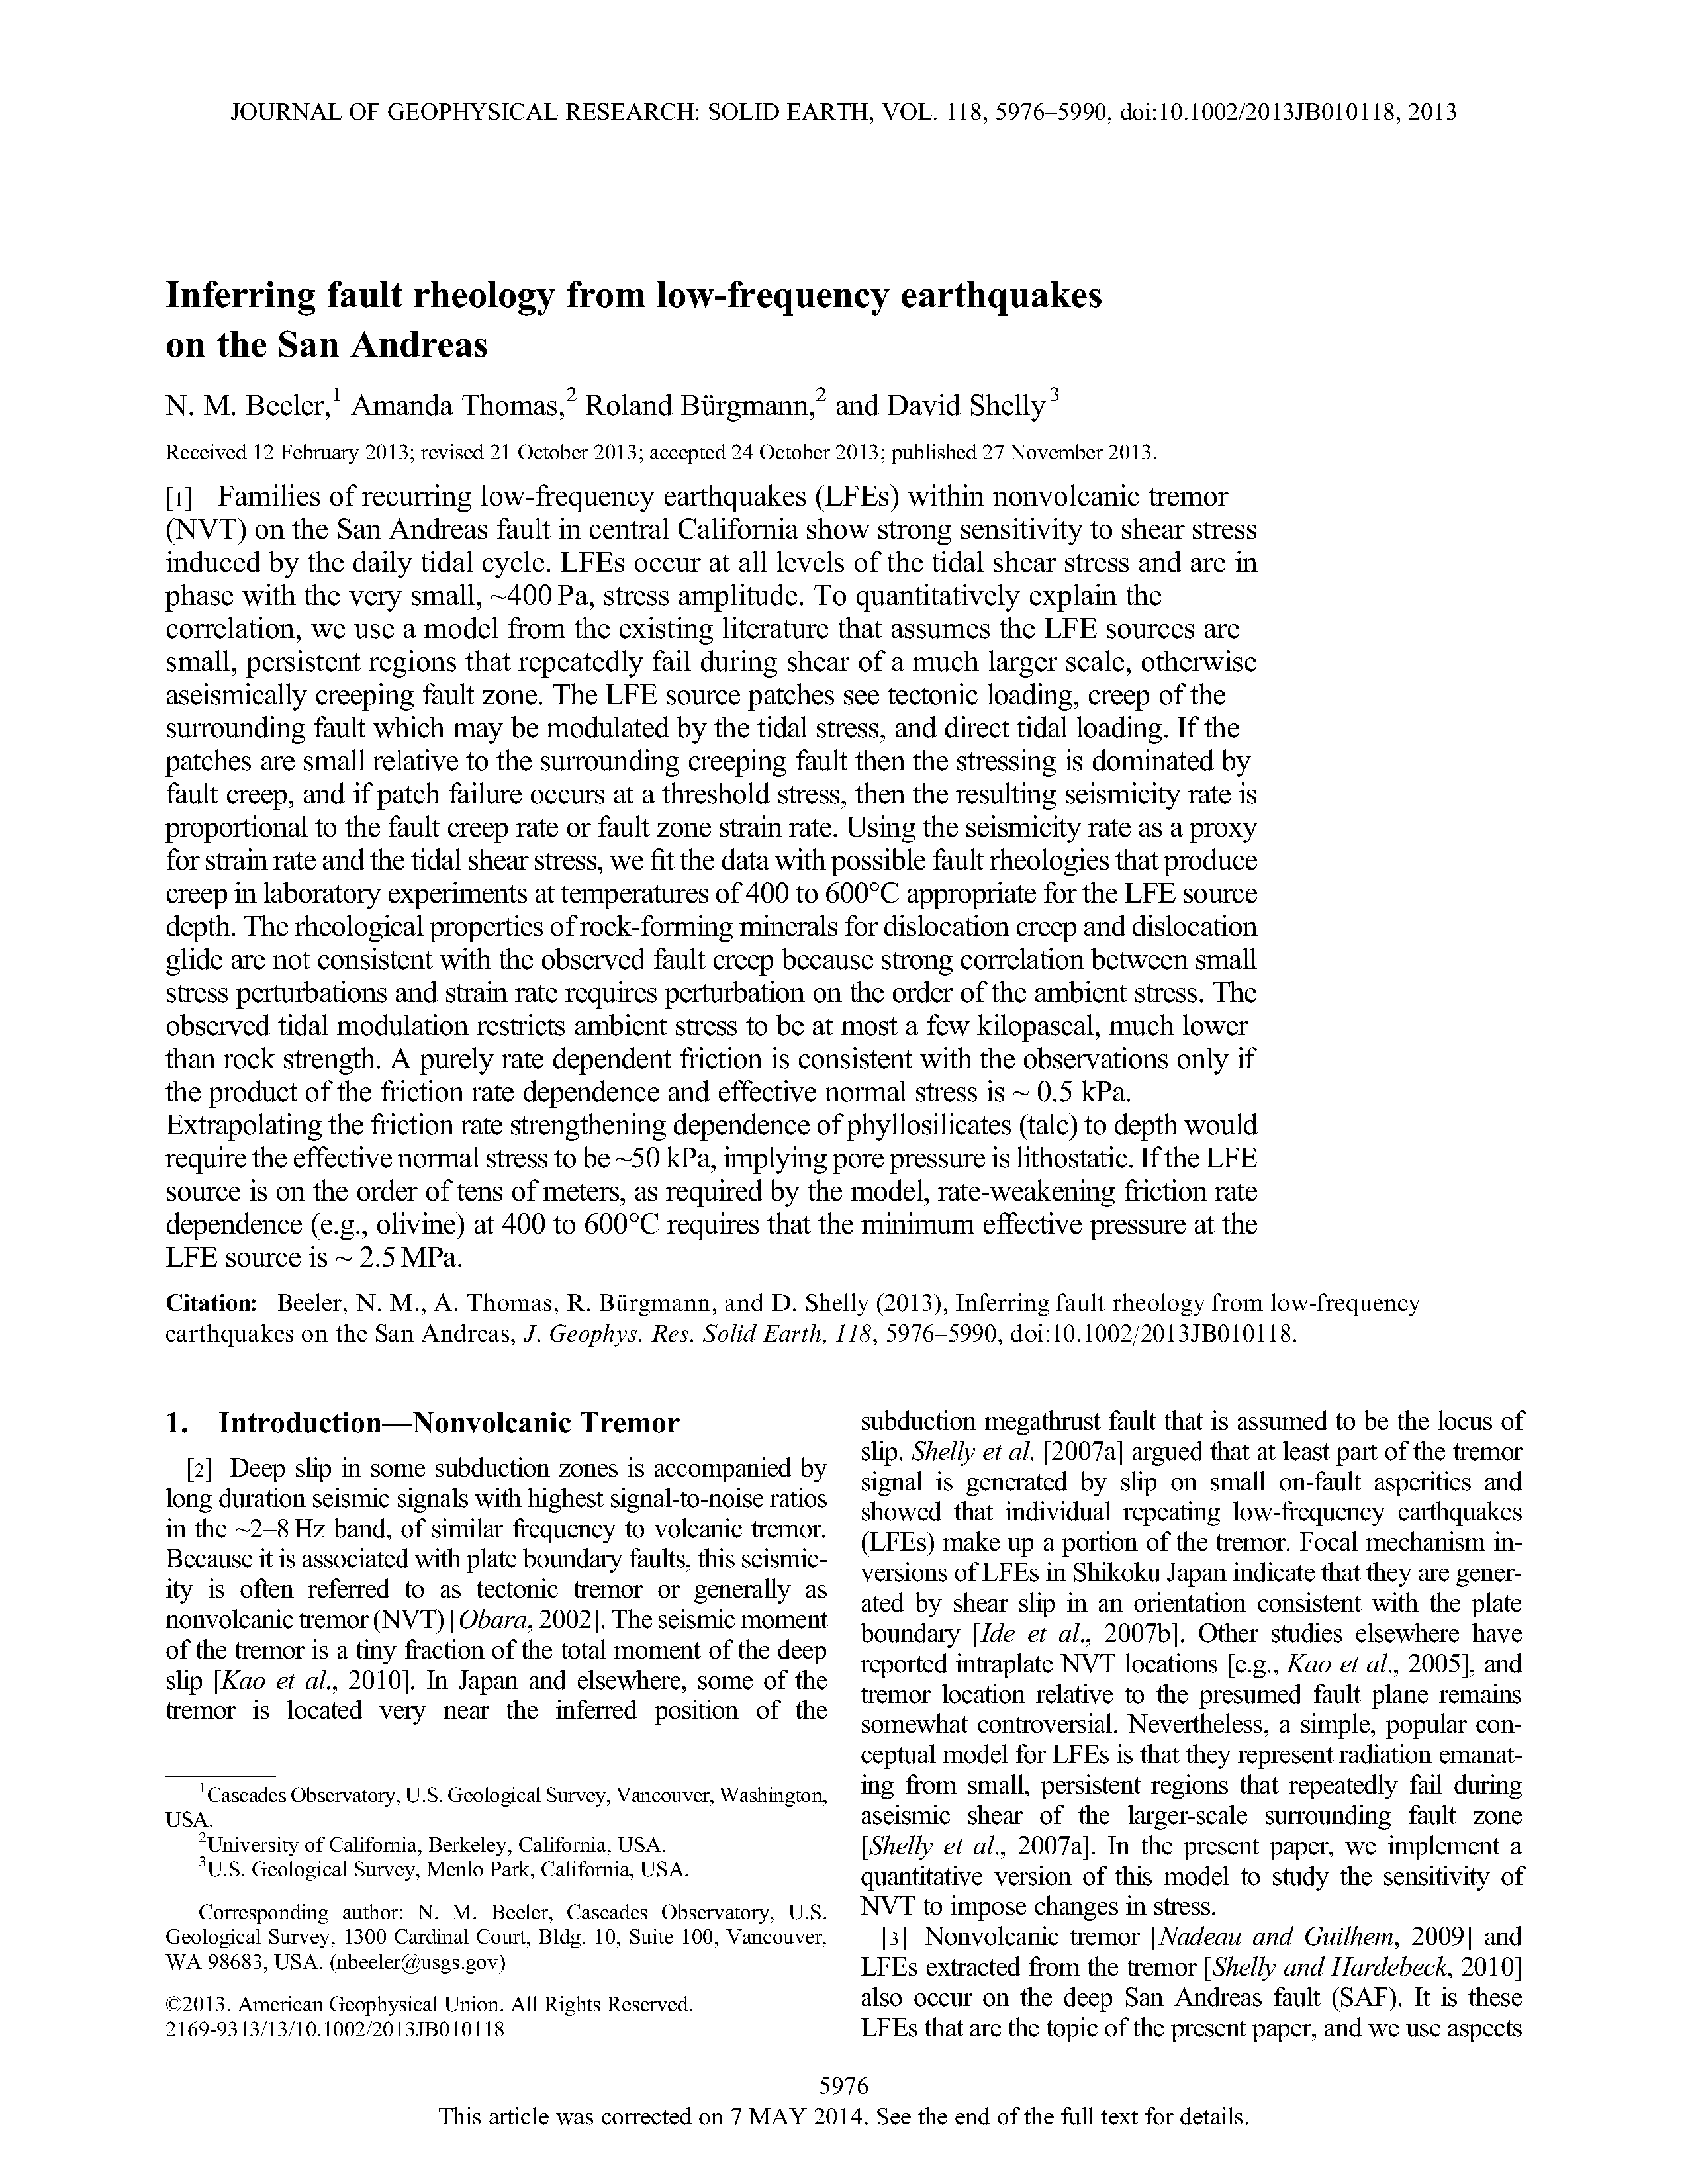 JOURNAL OF GEOPHYSICAL RESEARCH: SOLID EARTH, VOL. 118, 5976–5990, doi:10.1002/2013JB010118, 2013
Inferring fault rheology from low-frequency earthquakes
on the San Andreas
N. M. Beeler,1 Amanda Thomas,2 Roland Bürgmann,2 and David Shelly3
Received 12 February 2013; revised 21 October 2013; accepted 24 October 2013; published 27 November 2013.
[1] Families of recurring low-frequency earthquakes (LFEs) within nonvolcanic tremor
(NVT) on the San Andreas fault in central California show strong sensitivity to shear stress
induced by the daily tidal cycle. LFEs occur at all levels of the tidal shear stress and are in
phase with the very small, ~400 Pa, stress amplitude. To quantitatively explain the
correlation, we use a model from the existing literature that assumes the LFE sources are
small, persistent regions that repeatedly fail during shear of a much larger scale, otherwise
aseismically creeping fault zone. The LFE source patches see tectonic loading, creep of the
surrounding fault which may be modulated by the tidal stress, and direct tidal loading. If the
patches are small relative to the surrounding creeping fault then the stressing is dominated by
fault creep, and if patch failure occurs at a threshold stress, then the resulting seismicity rate is
proportional to the fault creep rate or fault zone strain rate. Using the seismicity rate as a proxy
for strain rate and the tidal shear stress, we fit the data with possible fault rheologies that produce
creep in laboratory experiments at temperatures of 400 to 600°C appropriate for the LFE source
depth. The rheological properties of rock-forming minerals for dislocation creep and dislocation
glide are not consistent with the observed fault creep because strong correlation between small
stress perturbations and strain rate requires perturbation on the order of the ambient stress. The
observed tidal modulation restricts ambient stress to be at most a few kilopascal, much lower
than rock strength. A purely rate dependent friction is consistent with the observations only if
the product of the friction rate dependence and effective normal stress is ~ 0.5 kPa.
Extrapolating the friction rate strengthening dependence of phyllosilicates (talc) to depth would
require the effective normal stress to be ~50 kPa, implying pore pressure is lithostatic. If the LFE
source is on the order of tens of meters, as required by the model, rate-weakening friction rate
dependence (e.g., olivine) at 400 to 600°C requires that the minimum effective pressure at the
LFE source is ~ 2.5 MPa.
Citation: Beeler, N. M., A. Thomas, R. Bürgmann, and D. Shelly (2013), Inferring fault rheology from low-frequency
earthquakes on the San Andreas, J. Geophys. Res. Solid Earth, 118, 5976–5990, doi:10.1002/2013JB010118.
1. Introduction—Nonvolcanic Tremor
[2] Deep slip in some subduction zones is accompanied by
long duration seismic signals with highest signal-to-noise ratios
in the ~2–8 Hz band, of similar frequency to volcanic tremor.
Because it is associated with plate boundary faults, this seismic-
ity is often referred to as tectonic tremor or generally as
nonvolcanic tremor (NVT) [Obara, 2002]. The seismic moment
of the tremor is a tiny fraction of the total moment of the deep
slip [Kao et al., 2010]. In Japan and elsewhere, some of the
tremor is located very near the inferred position of the
1Cascades Observatory, U.S. Geological Survey, Vancouver, Washington,
USA.
2University of California, Berkeley, California, USA.
3U.S. Geological Survey, Menlo Park, California, USA.
Corresponding author: N. M. Beeler, Cascades Observatory, U.S.
Geological Survey, 1300 Cardinal Court, Bldg. 10, Suite 100, Vancouver,
WA 98683, USA. (nbeeler@usgs.gov)
©2013. American Geophysical Union. All Rights Reserved.
2169-9313/13/10.1002/2013JB010118
subduction megathrust fault that is assumed to be the locus of
slip. Shelly et al. [2007a] argued that at least part of the tremor
signal is generated by slip on small on-fault asperities and
showed that individual repeating low-frequency earthquakes
(LFEs) make up a portion of the tremor. Focal mechanism in-
versions of LFEs in Shikoku Japan indicate that they are gener-
ated by shear slip in an orientation consistent with the plate
boundary [Ide et al., 2007b]. Other studies elsewhere have
reported intraplate NVT locations [e.g., Kao et al., 2005], and
tremor location relative to the presumed fault plane remains
somewhat controversial. Nevertheless, a simple, popular con-
ceptual model for LFEs is that they represent radiation emanat-
ing from small, persistent regions that repeatedly fail during
aseismic shear of the larger-scale surrounding fault zone
[Shelly et al., 2007a]. In the present paper, we implement a
quantitative version of this model to study the sensitivity of
NVT to impose changes in stress.
[3] Nonvolcanic tremor [Nadeau and Guilhem, 2009] and
LFEs extracted from the tremor [Shelly and Hardebeck, 2010]
also occur on the deep San Andreas fault (SAF). It is these
LFEs that are the topic of the present paper, and we use aspects
5976
This article was corrected on 7 MAY 2014. See the end of the full text for details.